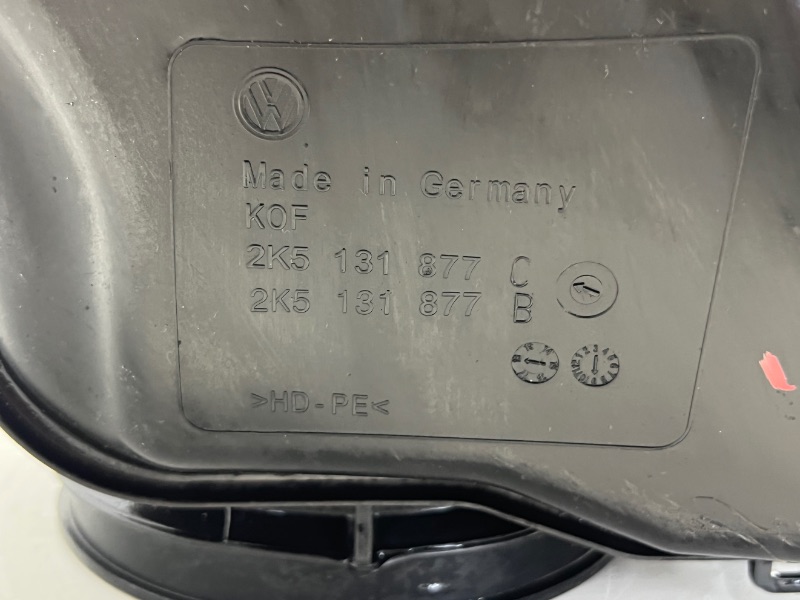 Made in Germany
KOF
2K5 131 877 C
2K5 131 877 B
>HD-PE<